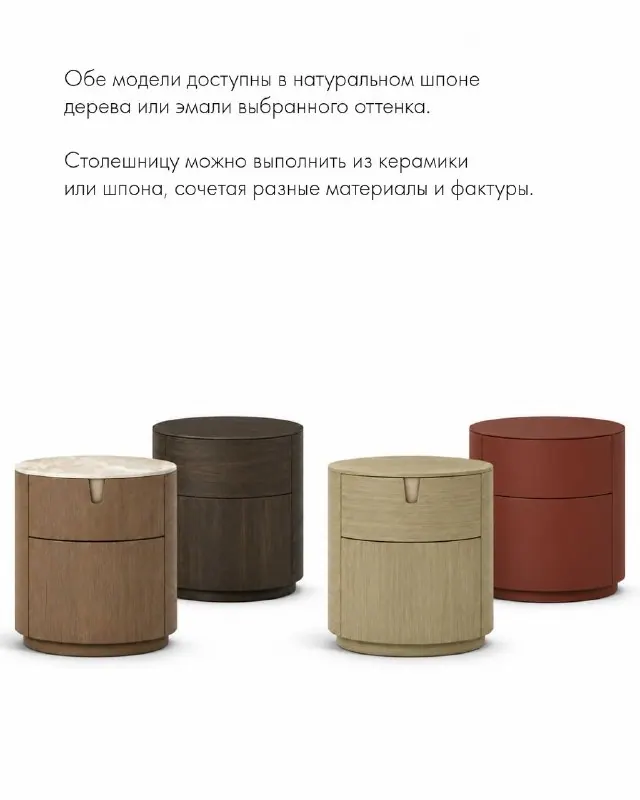 Обе модели доступны в натуральном шпоне
дерева или эмали выбранного оттенка.
Столешницу можно выполнить из керамики
или шпона, сочетая разные материалы и фактуры.